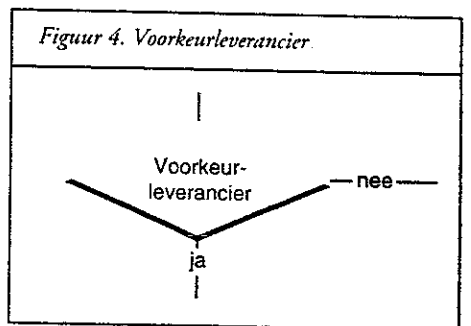 Figuur 4. Voorkeurleverancier
Voorkeur-
leverancier
nee
ja